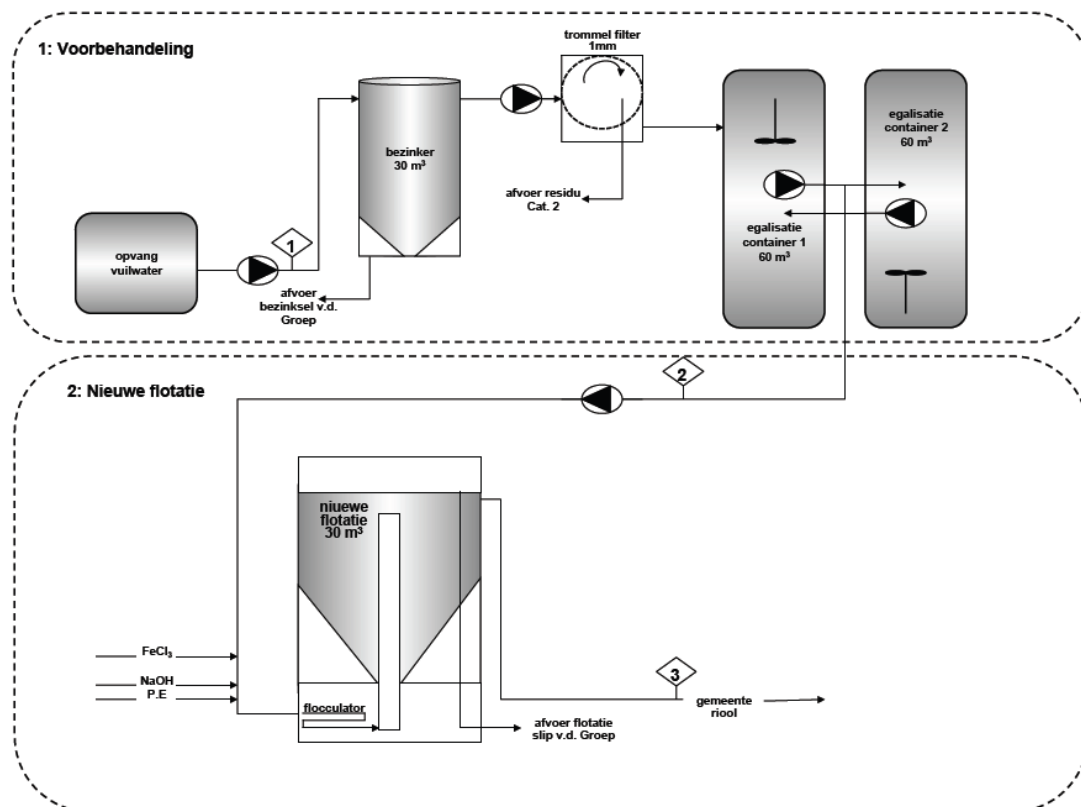 1: Voorbehandeling
trommel filter
1mm
bezinker
30 m³
egalisatie
container 2
60 m³
afvoer residu
Cat. 2
egalisatie
container 1
60 m³
opvang
vuilwater
1
afvoer
bezinksel v.d.
Groep
2: Nieuwe flotatie
2
niuewe
flotatie
30 m³
FeCl₃
NaOH
P.E
flocculator
3
gemeente
riool
afvoer flotatie
slip v.d. Groep